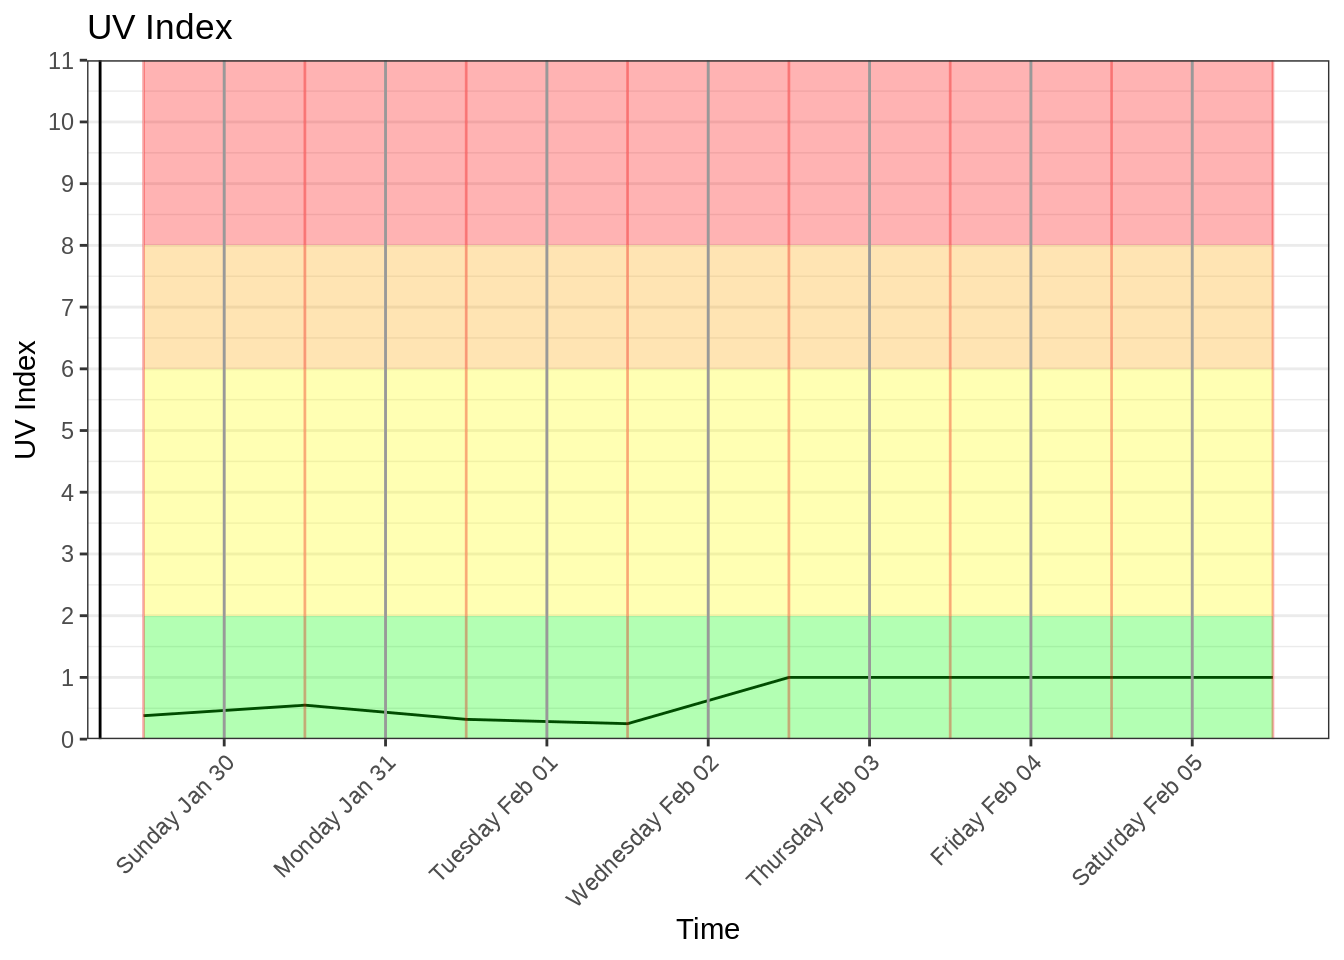 UV Index
11
10
9
8
7
6
5
4
3
2
1
0
UV Index
Sunday Jan 30
Monday Jan 31
Tuesday Feb 01
Wednesday Feb 02
Thursday Feb 03
Friday Feb 04
Saturday Feb 05
Time